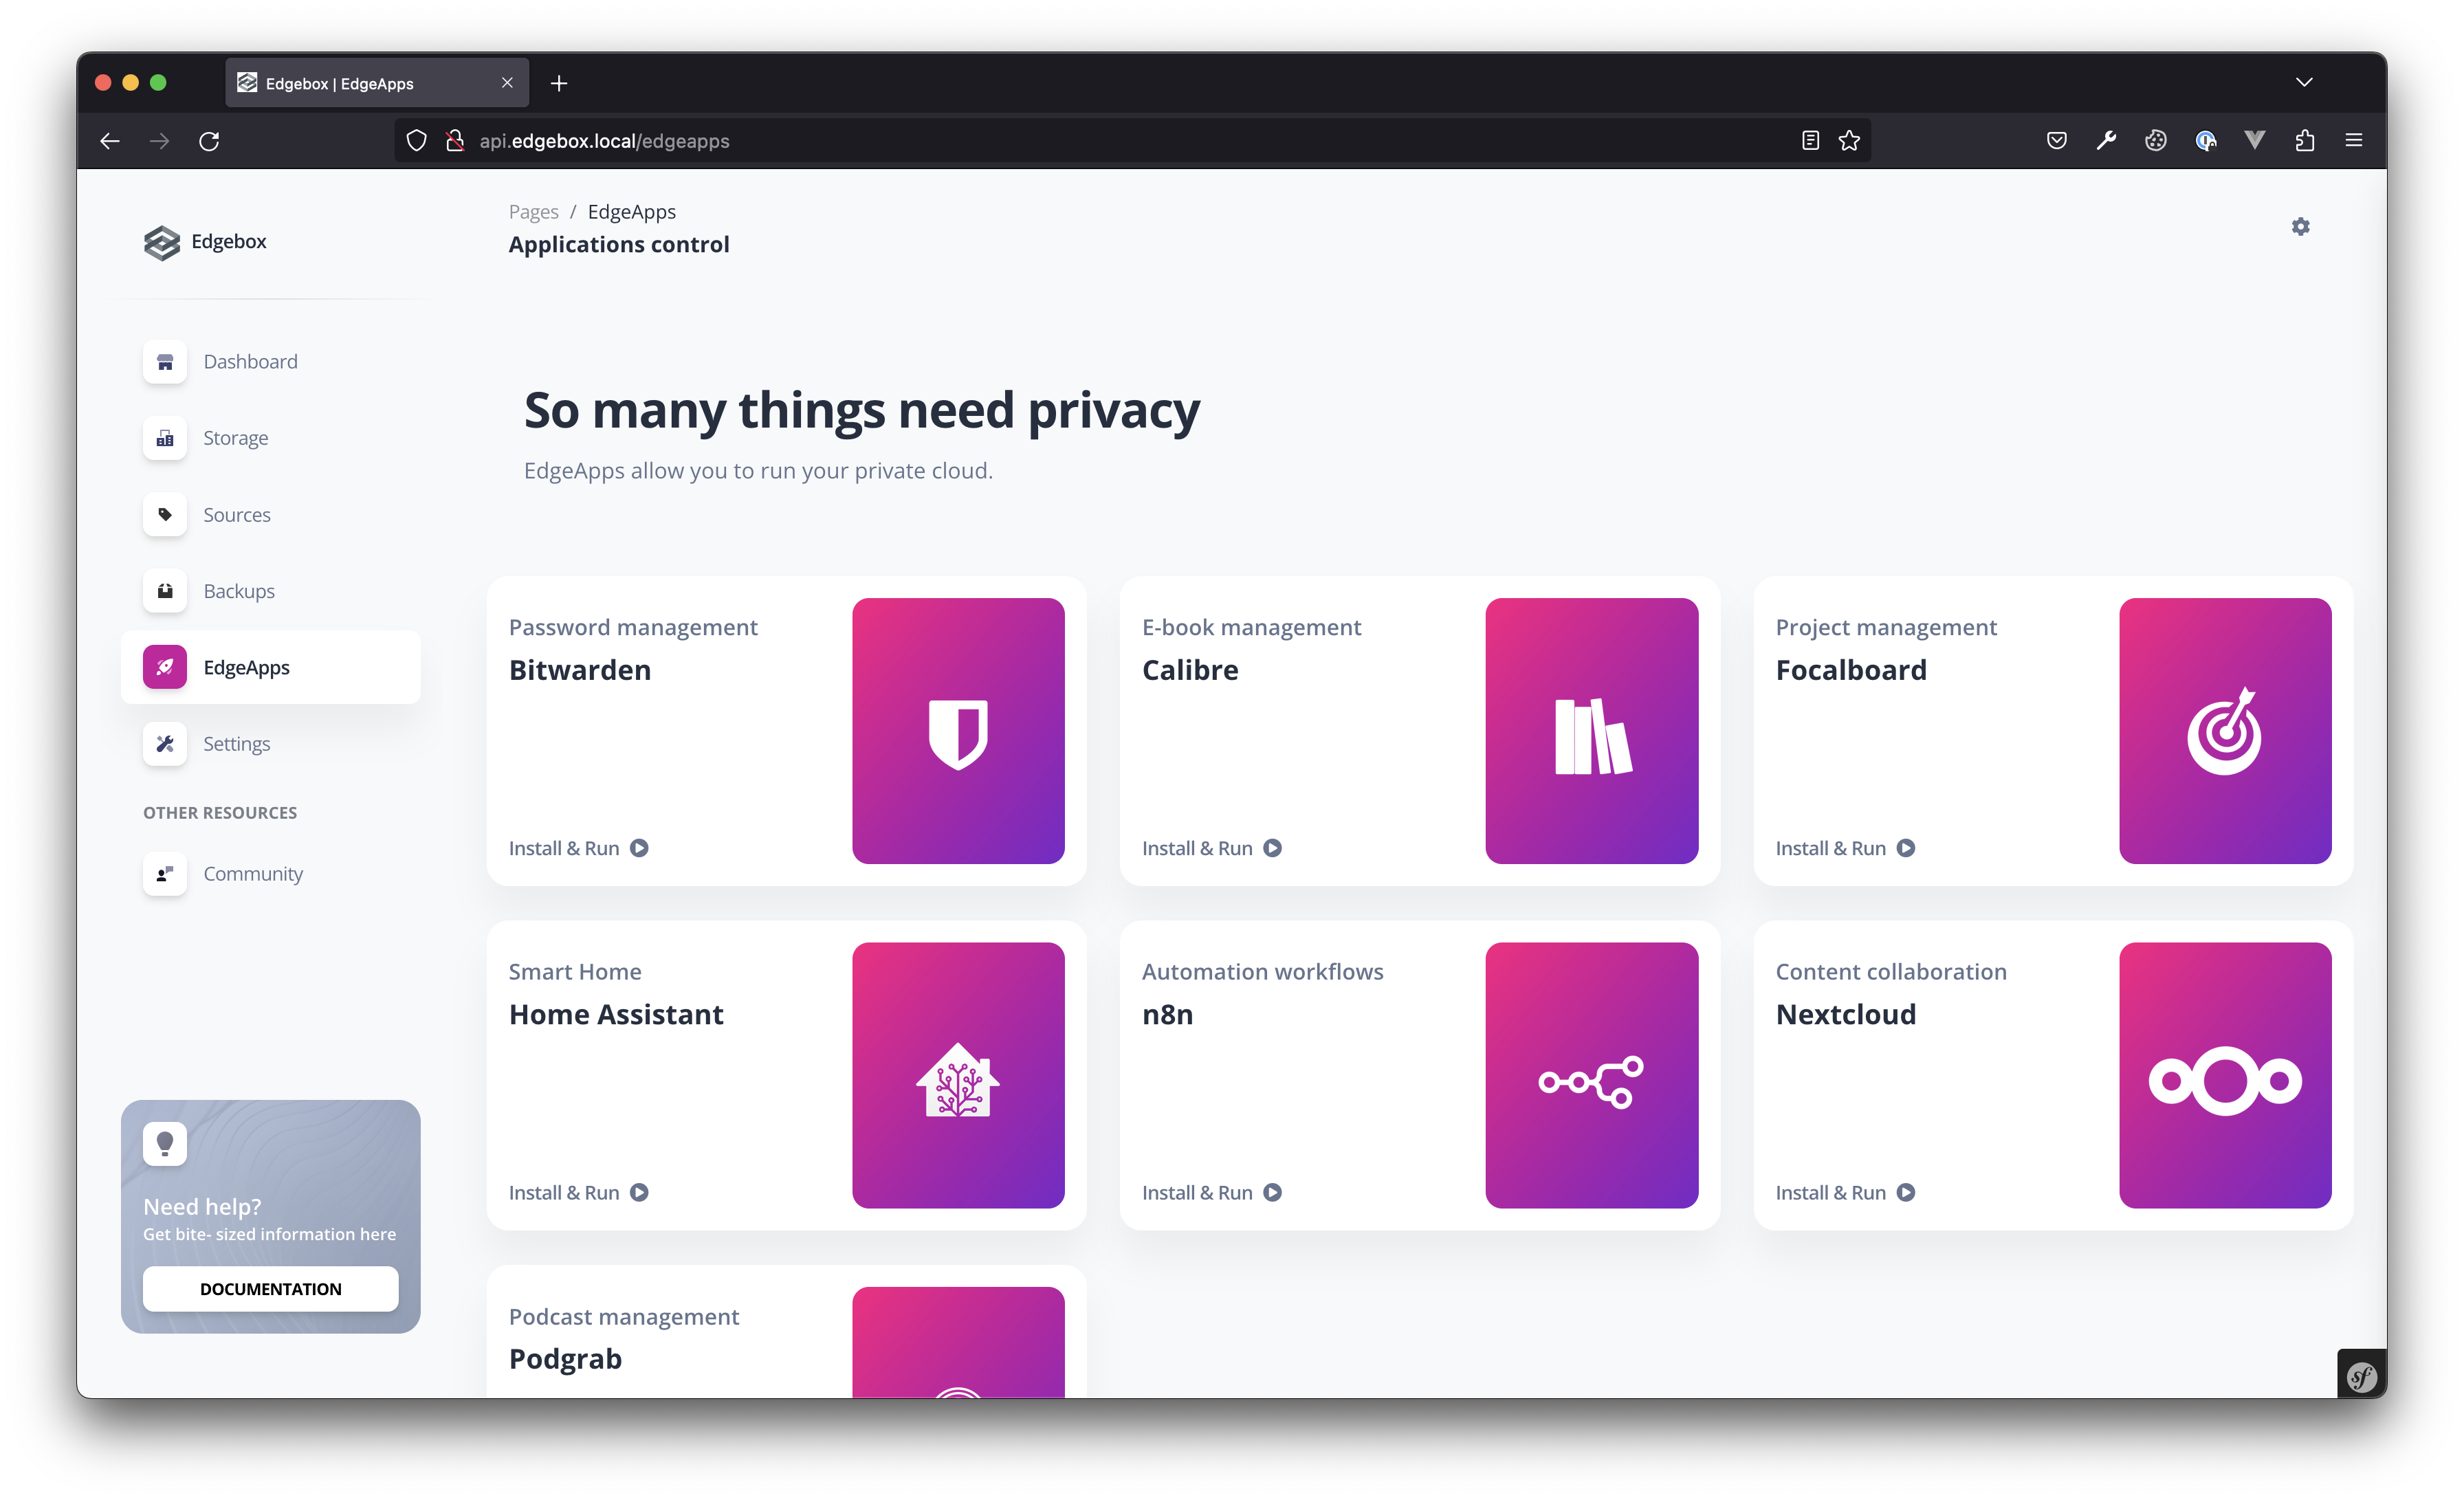 Edgebox | EdgeApps
api.edgebox.local/edgeapps
Edgebox
Pages / EdgeApps
Applications control
Dashboard
Storage
Sources
Backups
EdgeApps
Settings
OTHER RESOURCES
Community
Need help?
Get bite- sized information here
DOCUMENTATION
So many things need privacy
EdgeApps allow you to run your private cloud.
Password management
Bitwarden
Install & Run
E-book management
Calibre
Install & Run
Project management
Focalboard
Install & Run
Smart Home
Home Assistant
Install & Run
Automation workflows
n8n
Install & Run
Content collaboration
Nextcloud
Install & Run
Podcast management
Podgrab
sf